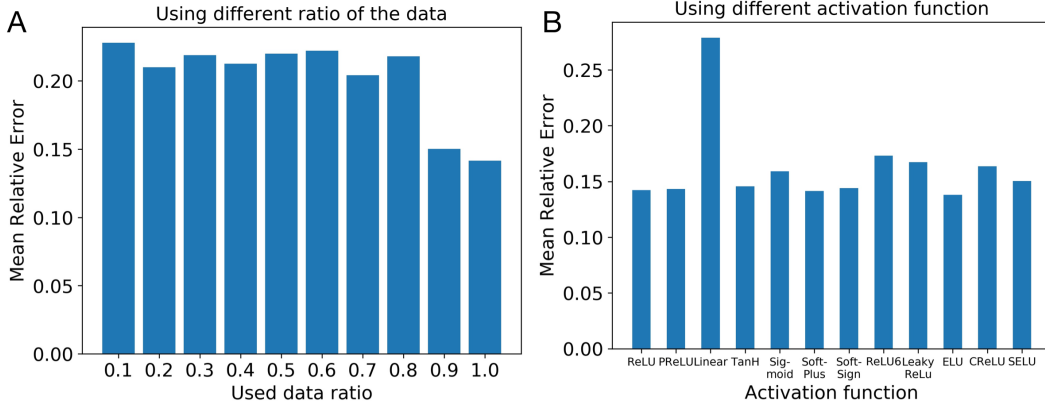 A
Using different ratio of the data
Mean Relative Error
0.20
0.15
0.10
0.05
0.00
0.1 0.2 0.3 0.4 0.5 0.6 0.7 0.8 0.9 1.0
Used data ratio
B
Using different activation function
Mean Relative Error
0.25
0.20
0.15
0.10
0.05
0.00
ReLU PReLU Linear TanH Sig- Soft- Soft- ReLU6 Leaky ELU CReLU SELU
moid Plus Sign ReLu
Activation function